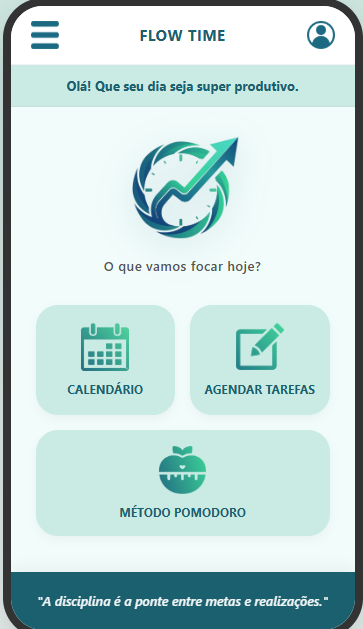 FLOW TIME
Olá! Que seu dia seja super produtivo.
O que vamos focar hoje?
CALENDÁRIO
AGENDAR TAREFAS
MÉTODO POMODORO
"A disciplina é a ponte entre metas e realizações."